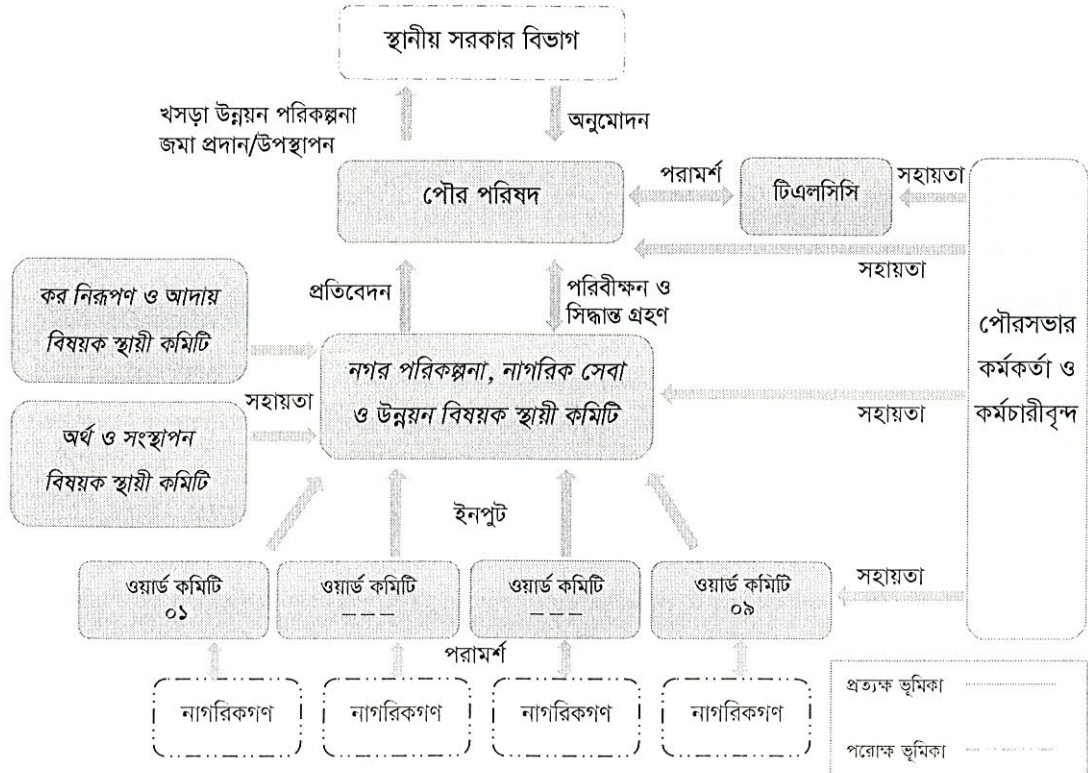 স্থানীয় সরকার বিভাগ
খসড়া উন্নয়ন পরিকল্পনা
জমা প্রদান/উপস্থাপন
অনুমোদন
পৌর পরিষদ
পরামর্শ
টিএলসিসি
সহায়তা
সহায়তা
কর নিরূপণ ও আদায়
বিষয়ক স্থায়ী কমিটি
প্রতিবেদন
পরিবীক্ষন ও
সিদ্ধান্ত গ্রহণ
পৌরসভার
কর্মকর্তা ও
কর্মচারীবৃন্দ
নগর পরিকল্পনা, নাগরিক সেবা
ও উন্নয়ন বিষয়ক স্থায়ী কমিটি
সহায়তা
সহায়তা
অর্থ ও সংস্থাপন
বিষয়ক স্থায়ী কমিটি
ইনপুট
ওয়ার্ড কমিটি
০১
ওয়ার্ড কমিটি
– – –
ওয়ার্ড কমিটি
– – –
ওয়ার্ড কমিটি
০৯
সহায়তা
পরামর্শ
নাগরিকগণ
নাগরিকগণ
নাগরিকগণ
নাগরিকগণ
প্রত্যক্ষ ভূমিকা
পরোক্ষ ভূমিকা